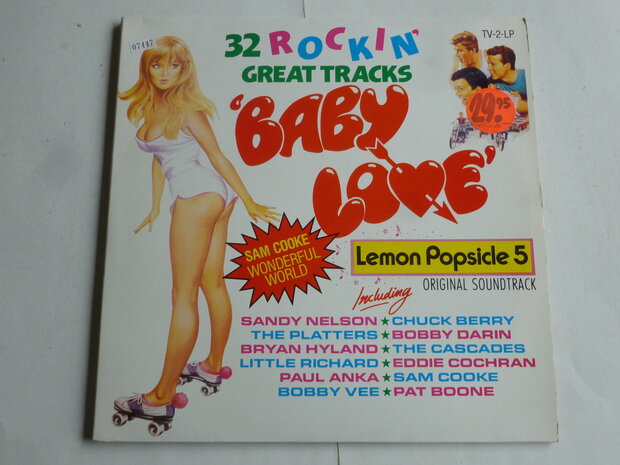 07447
32 ROCKIN'
GREAT TRACKS
TV-2-LP
29.95
'BABY
LOVE'
SAM COOKE
WONDERFUL
WORLD
Lemon Popsicle 5
ORIGINAL SOUNDTRACK
Including
SANDY NELSON ★ CHUCK BERRY
THE PLATTERS ★ BOBBY DARIN
BRYAN HYLAND ★ THE CASCADES
LITTLE RICHARD ★ EDDIE COCHRAN
PAUL ANKA ★ SAM COOKE
BOBBY VEE ★ PAT BOONE